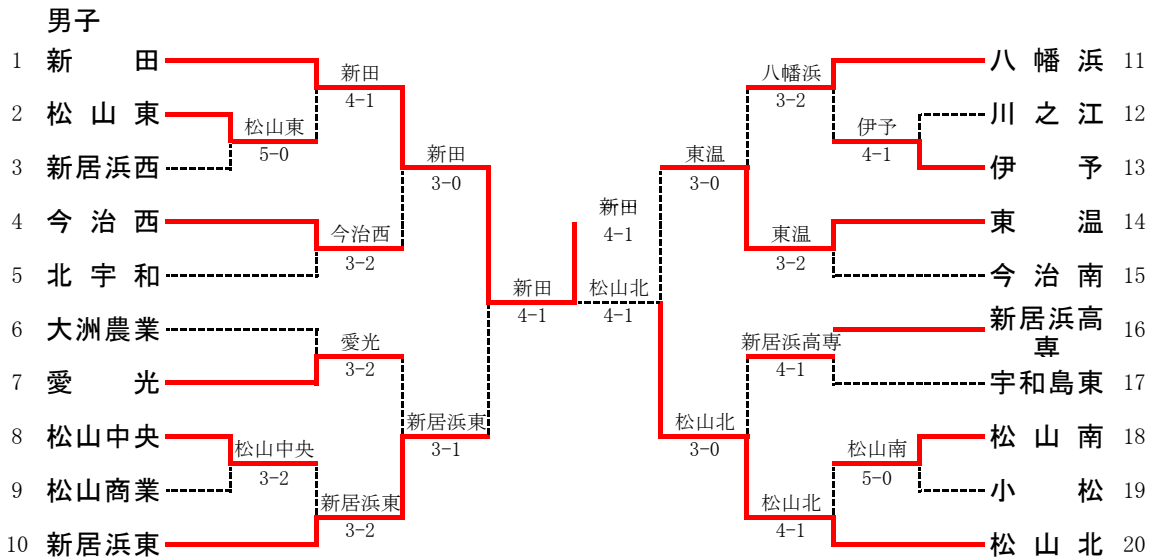 男子
1 新田
2 松山東
3 新居浜西
4 今治西
5 北宇和
6 大洲農業
7 愛光
8 松山中央
9 松山商業
10 新居浜東
松山東
5-0
松山中央
3-2
新田
4-1
今治西
3-2
愛光
3-2
新居浜東
3-2
新田
3-0
新居浜東
3-1
新田
4-1
新田
4-1
松山北
4-1
東温
3-0
松山北
3-0
八幡浜
3-2
東温
3-2
新居浜高専
4-1
松山北
4-1
伊予
4-1
松山南
5-0
八幡浜 11
川之江 12
伊予 13
東温 14
今治南 15
新居浜高
専 16
宇和島東 17
松山南 18
小松 19
松山北 20